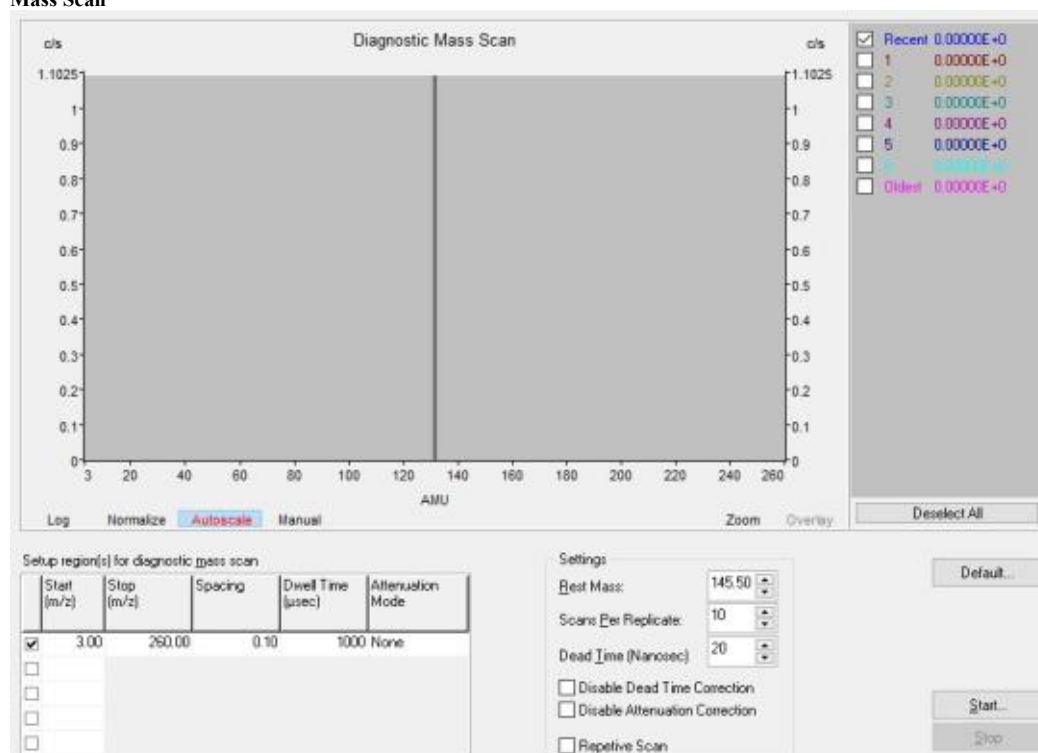 Mass Scan
c/s Diagnostic Mass Scan c/s
1.1025 1.1025
1 1
0.9 0.9
0.8 0.8
0.7 0.7
0.6 0.6
0.5 0.5
0.4 0.4
0.3 0.3
0.2 0.2
0.1 0.1
0 0
3 20 40 60 80 100 120 140 160 180 200 220 240 260
AMU
Log Normalize Autoscale Manual Zoom Overlay
Recent 0.00000E+0
1 0.00000E+0
2 0.00000E+0
3 0.00000E+0
4 0.00000E+0
5 0.00000E+0
Oldest 0.00000E+0
Deselect All
Setup region(s) for diagnostic mass scan
Start (m/z) Stop (m/z) Spacing Dwell Time (µsec) Attenuation Mode
3.00 260.00 0.10 1000 None
Settings
Rest Mass: 145.50
Scans Per Replicate: 10
Dead Time (Nanosec) 20
Disable Dead Time Correction
Disable Attenuation Correction
Repetive Scan
Default...
Start...
Stop